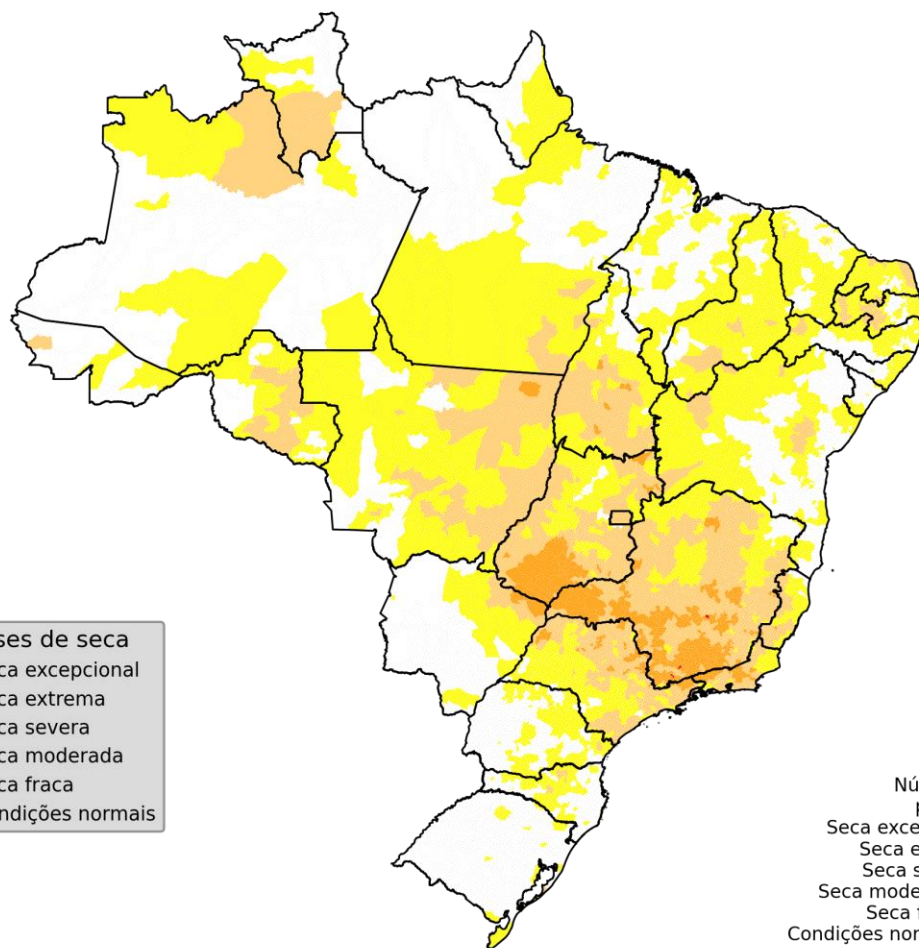 ses de seca
ca excepcional
ca extrema
ca severa
ca moderada
ca fraca
ndições normais
Nú
p
Seca exce
Seca e
Seca s
Seca mode
Seca f
Condições nor